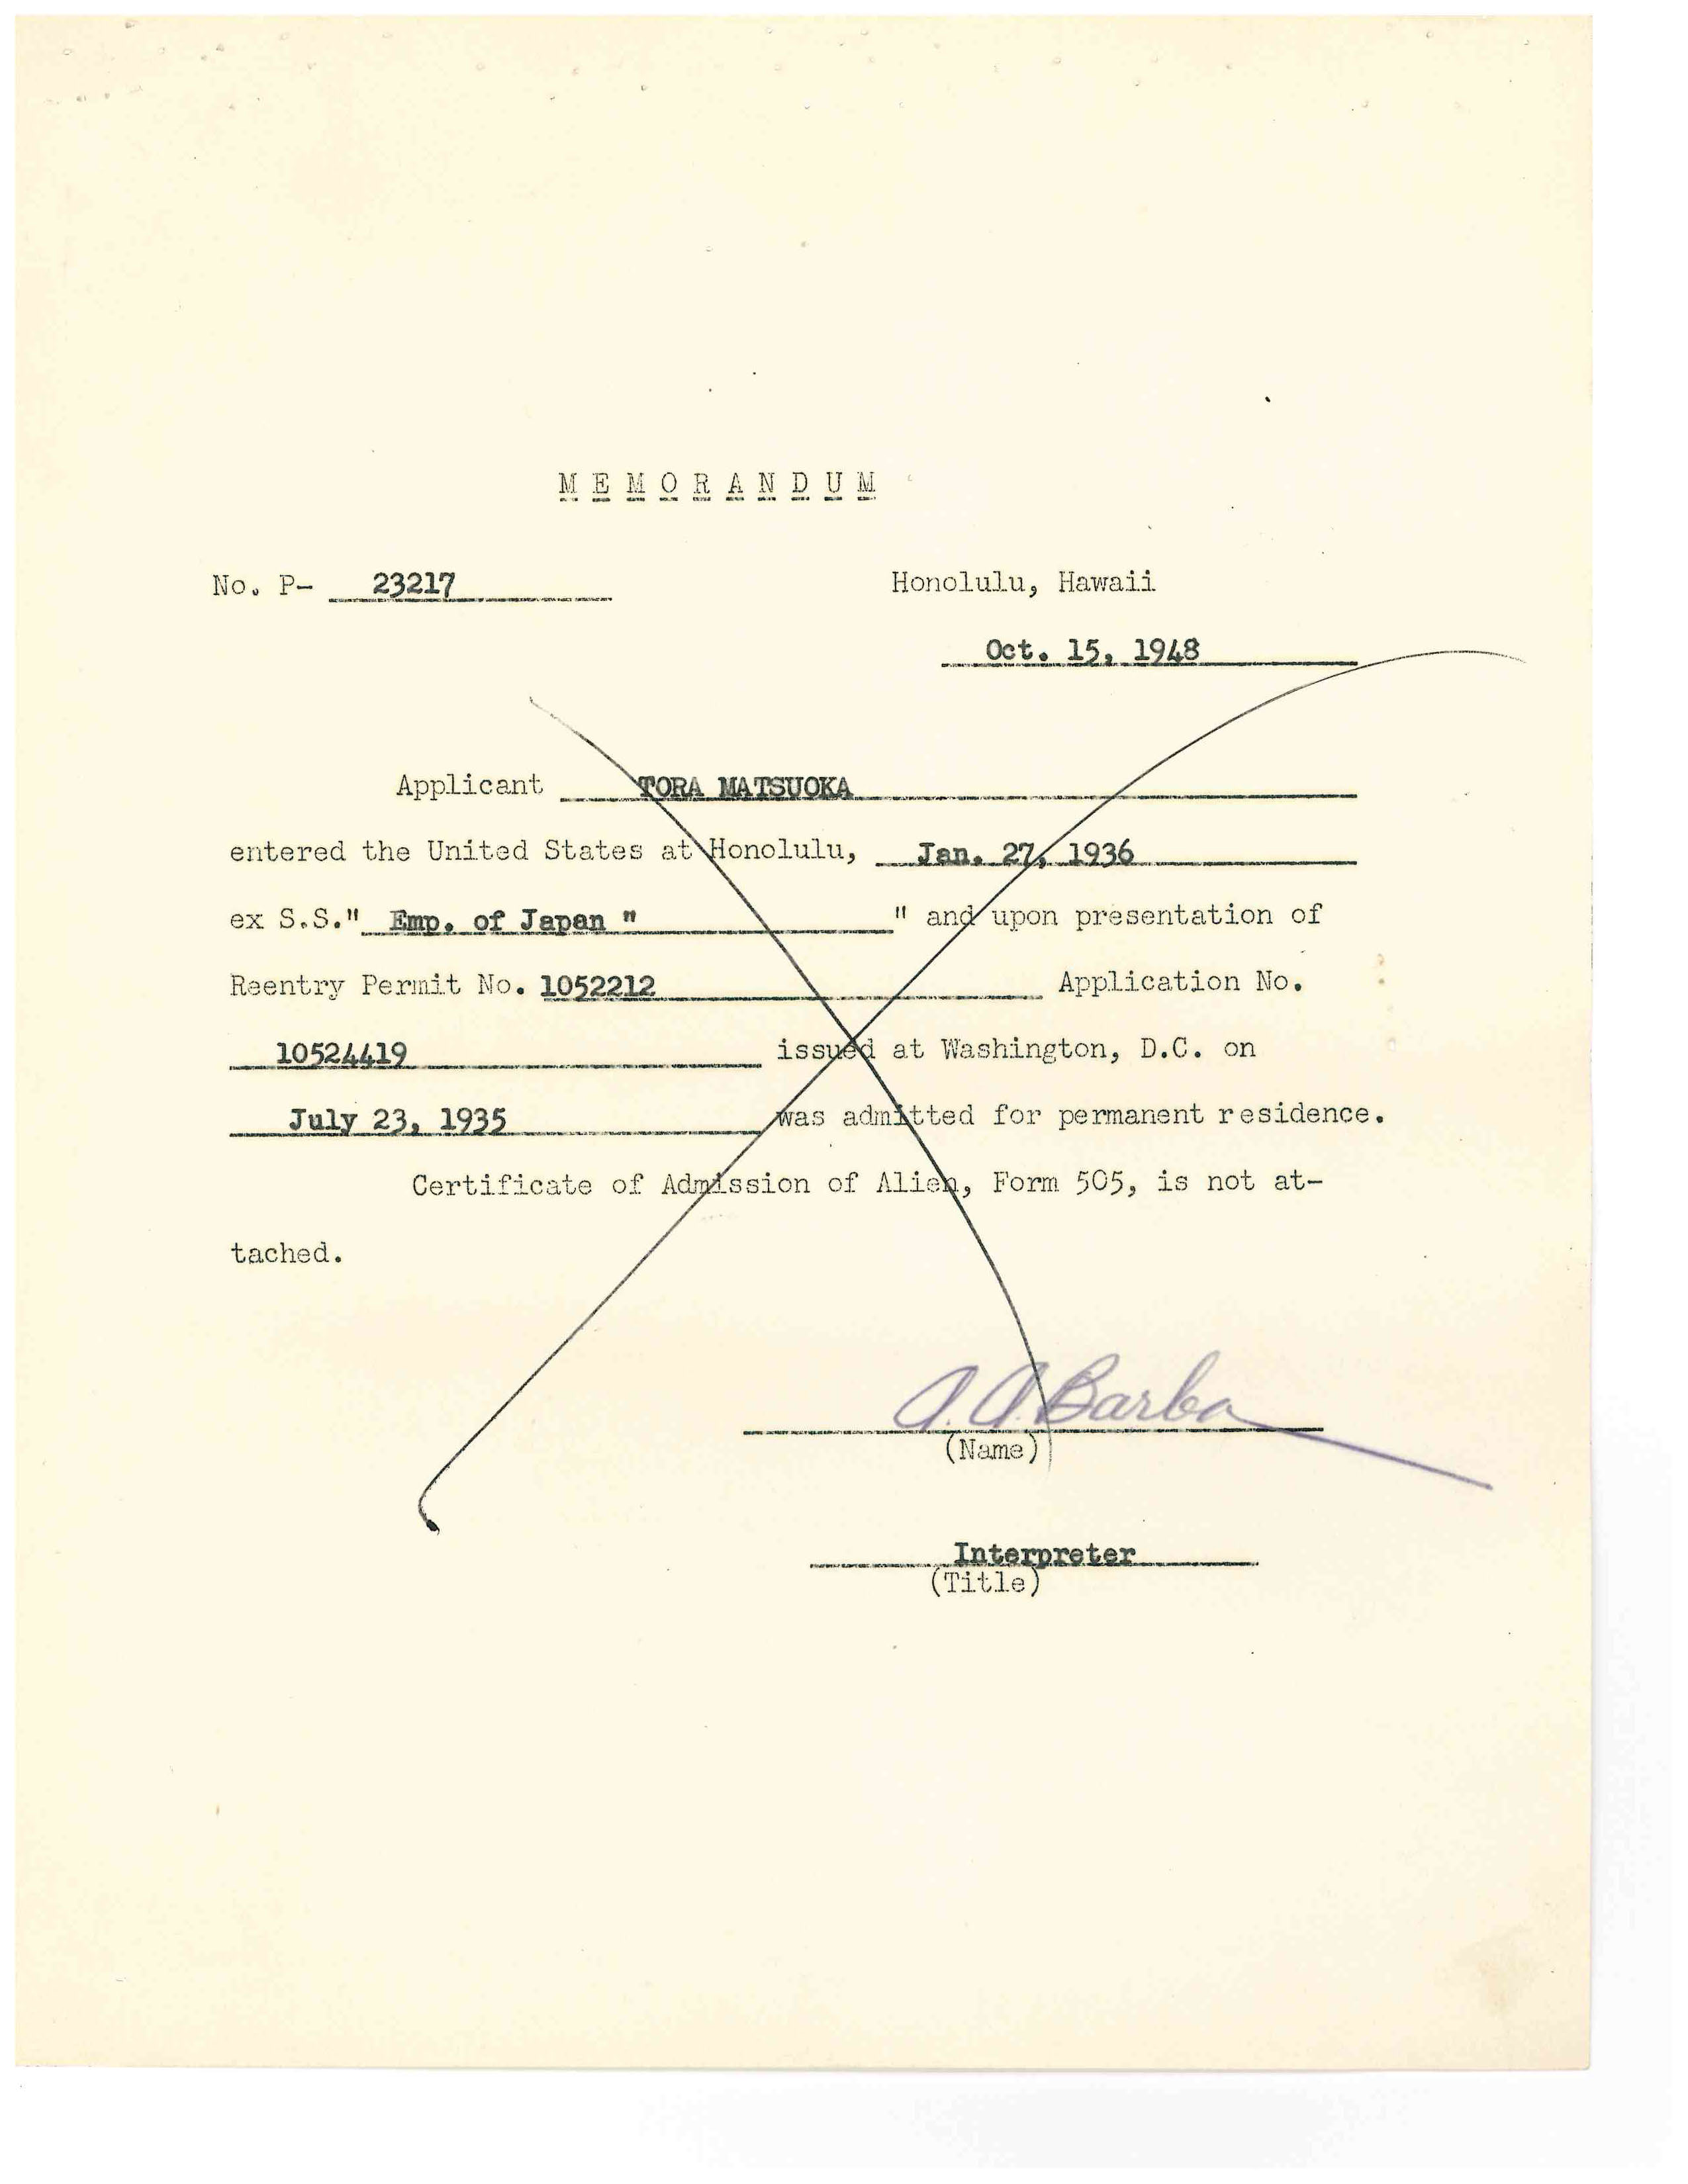 MEMORANDUM
No. P- 23217 Honolulu, Hawaii
Oct. 15, 1948
Applicant TORA MATSUOKA
entered the United States at Honolulu, Jan. 27, 1936
ex S.S." Emp. of Japan " " and upon presentation of
Reentry Permit No. 1052212 Application No.
10524419 issued at Washington, D.C. on
July 23, 1935 was admitted for permanent residence.
Certificate of Admission of Alien, Form 505, is not at-
tached.
A. A. Barba
(Name)
Interpreter
(Title)